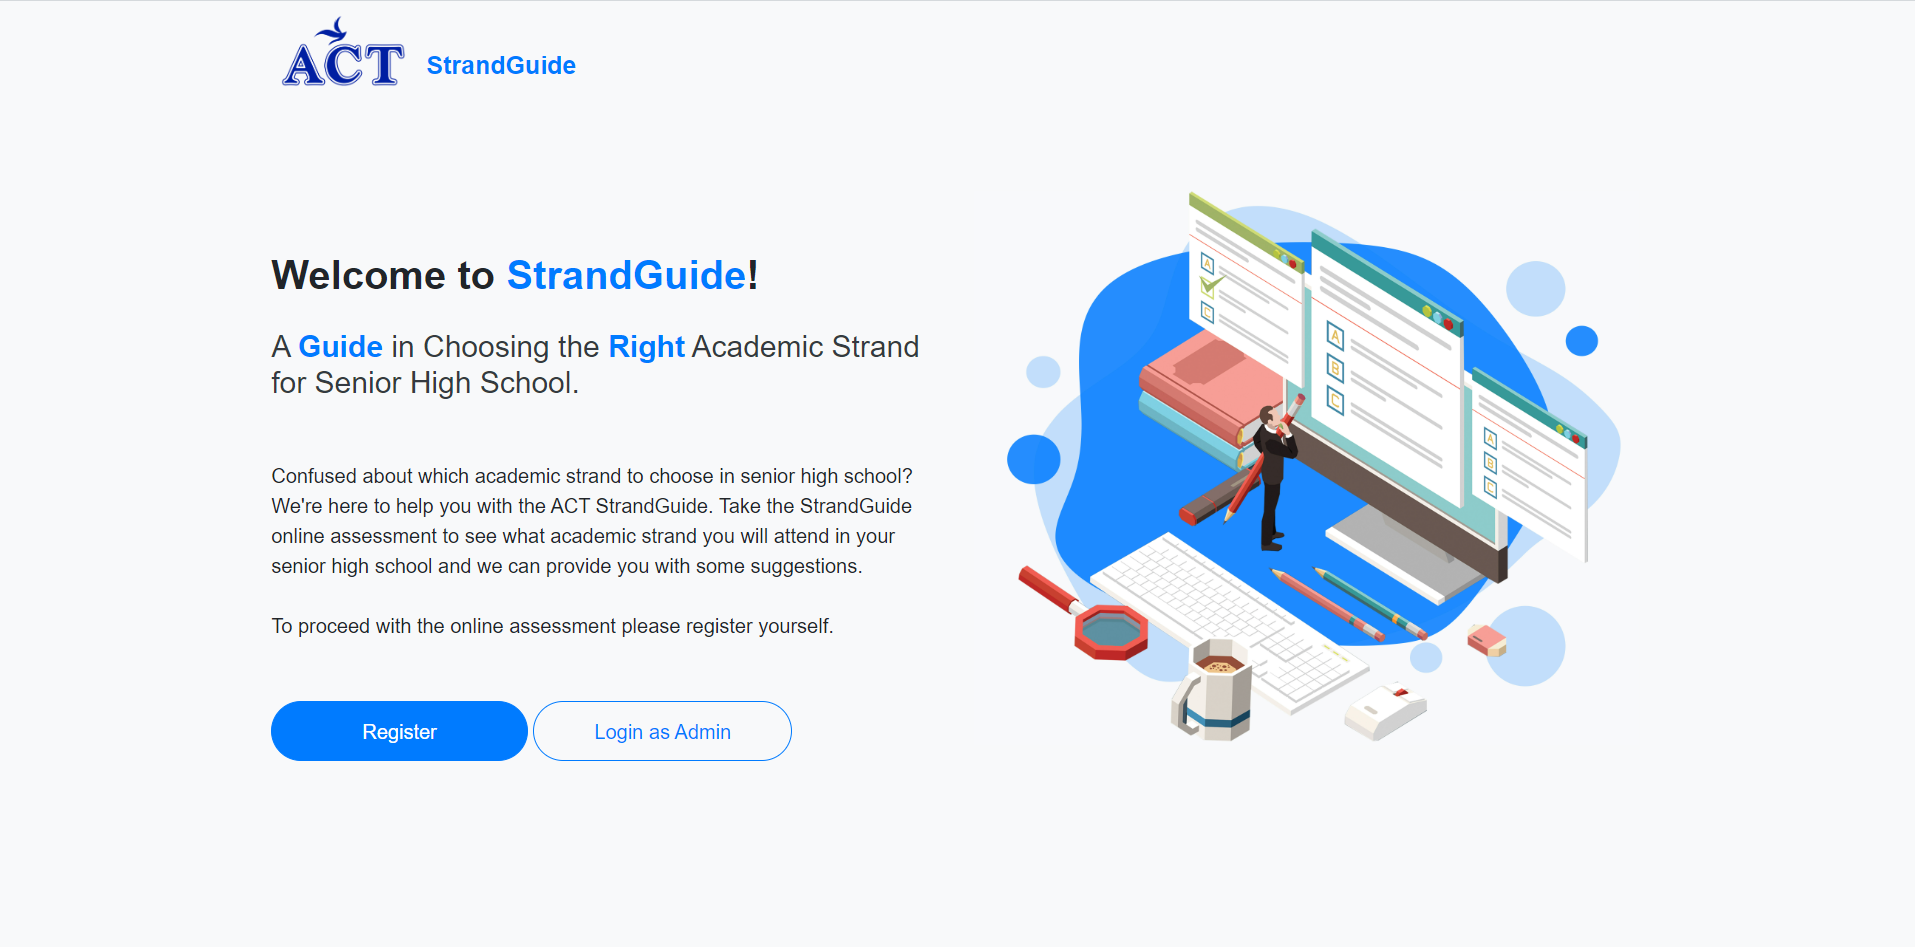 ACT StrandGuide
Welcome to StrandGuide!
A Guide in Choosing the Right Academic Strand
for Senior High School.
Confused about which academic strand to choose in senior high school?
We're here to help you with the ACT StrandGuide. Take the StrandGuide
online assessment to see what academic strand you will attend in your
senior high school and we can provide you with some suggestions.
To proceed with the online assessment please register yourself.
Register
Login as Admin
A
C
A
B
C
A
B
C